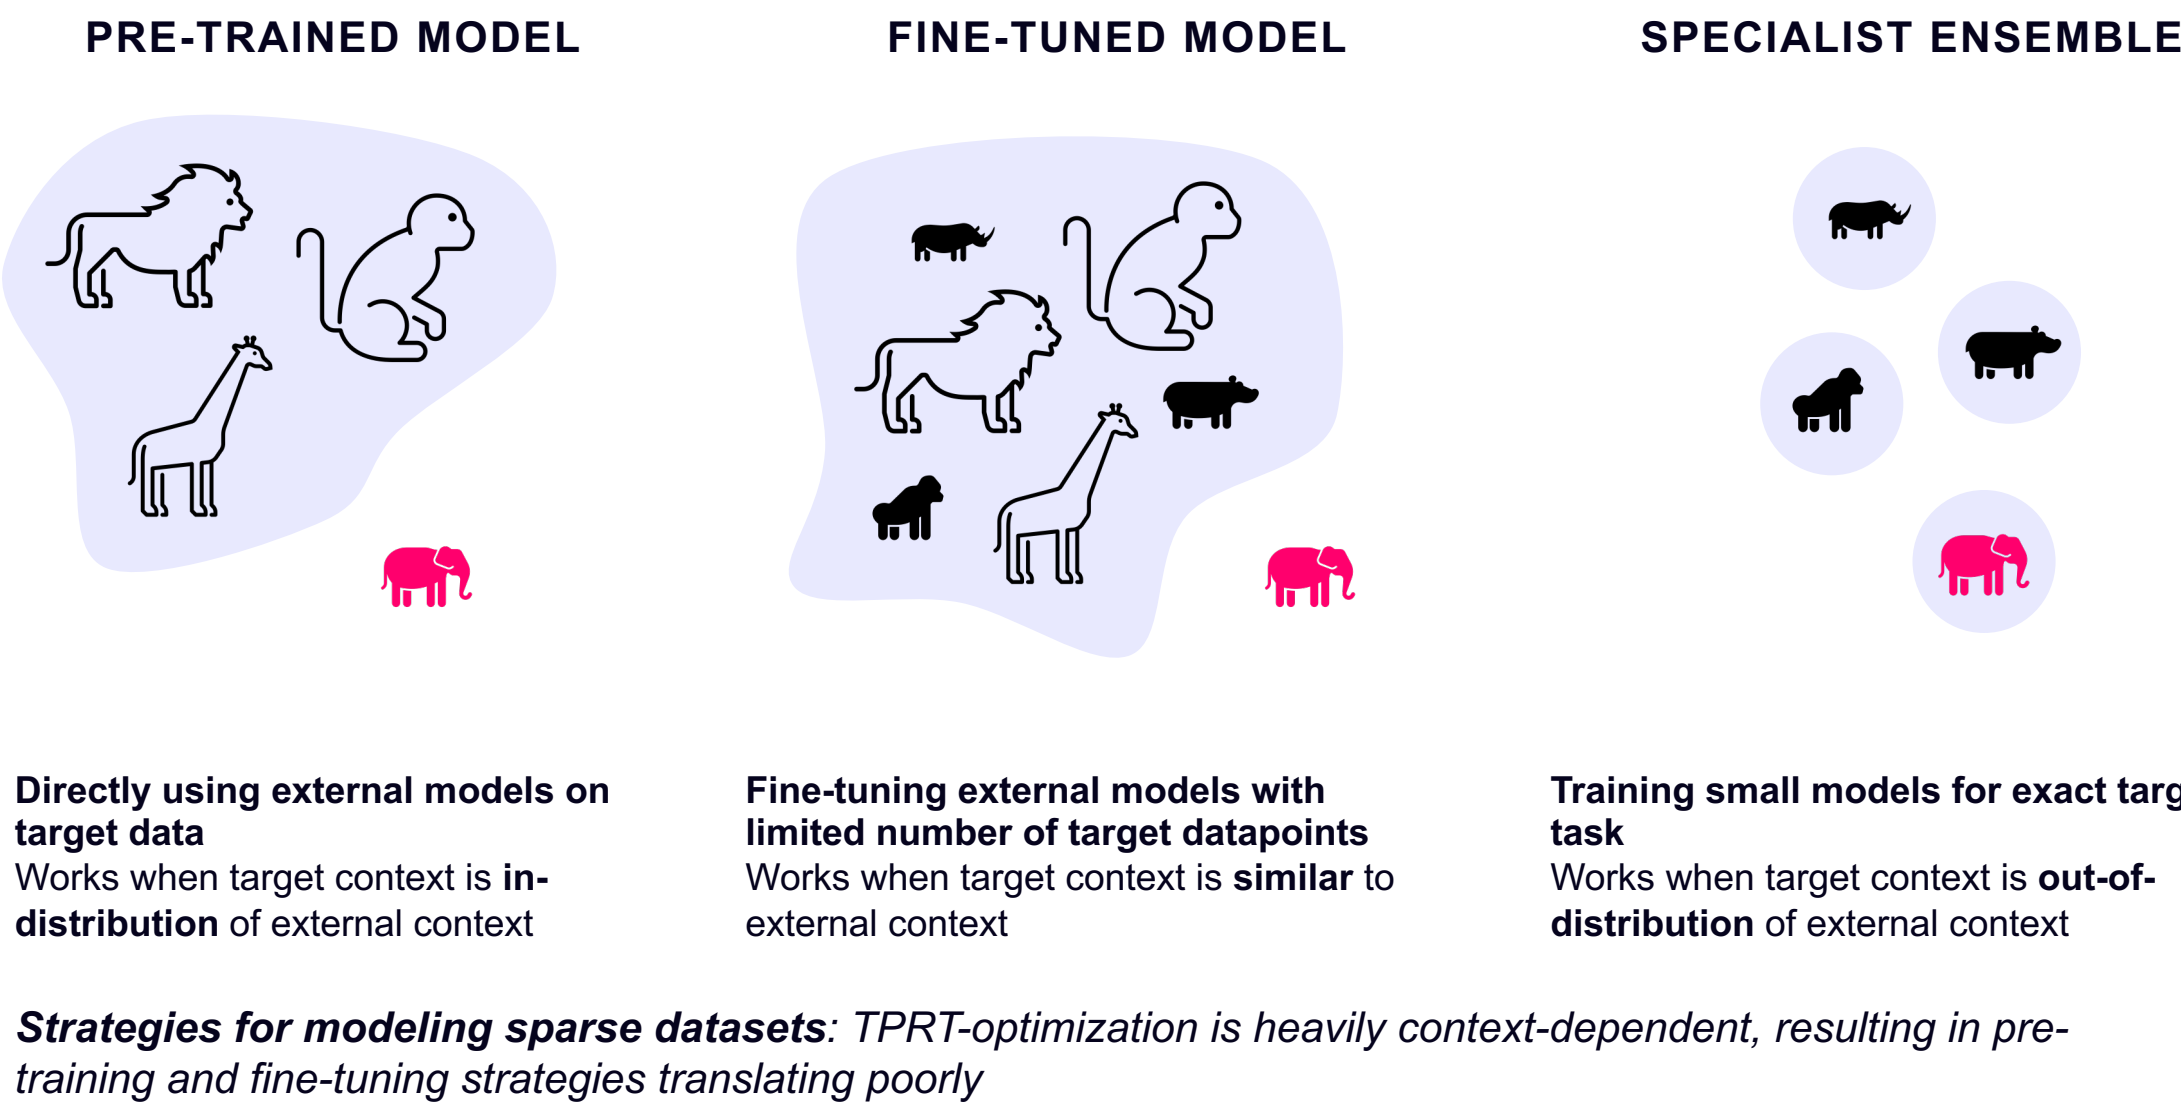 PRE-TRAINED MODEL
FINE-TUNED MODEL
SPECIALIST ENSEMBLE
Directly using external models on
target data
Works when target context is in-
distribution of external context
Fine-tuning external models with
limited number of target datapoints
Works when target context is similar to
external context
Training small models for exact targ
task
Works when target context is out-of-
distribution of external context
Strategies for modeling sparse datasets: TPRT-optimization is heavily context-dependent, resulting in pre-
training and fine-tuning strategies translating poorly